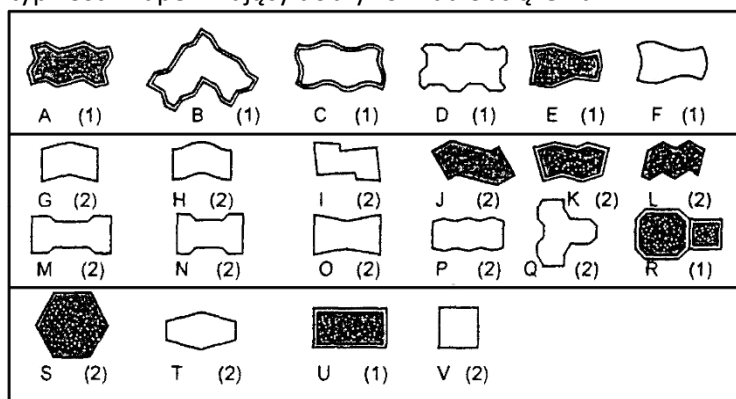 A (1) B (1) C (1) D (1) E (1) F (1)
G (2) H (2) I (2) J (2) K (2) L (2)
M (2) N (2) O (2) P (2) Q (2) R (1)
S (2) T (2) U (1) V (2)